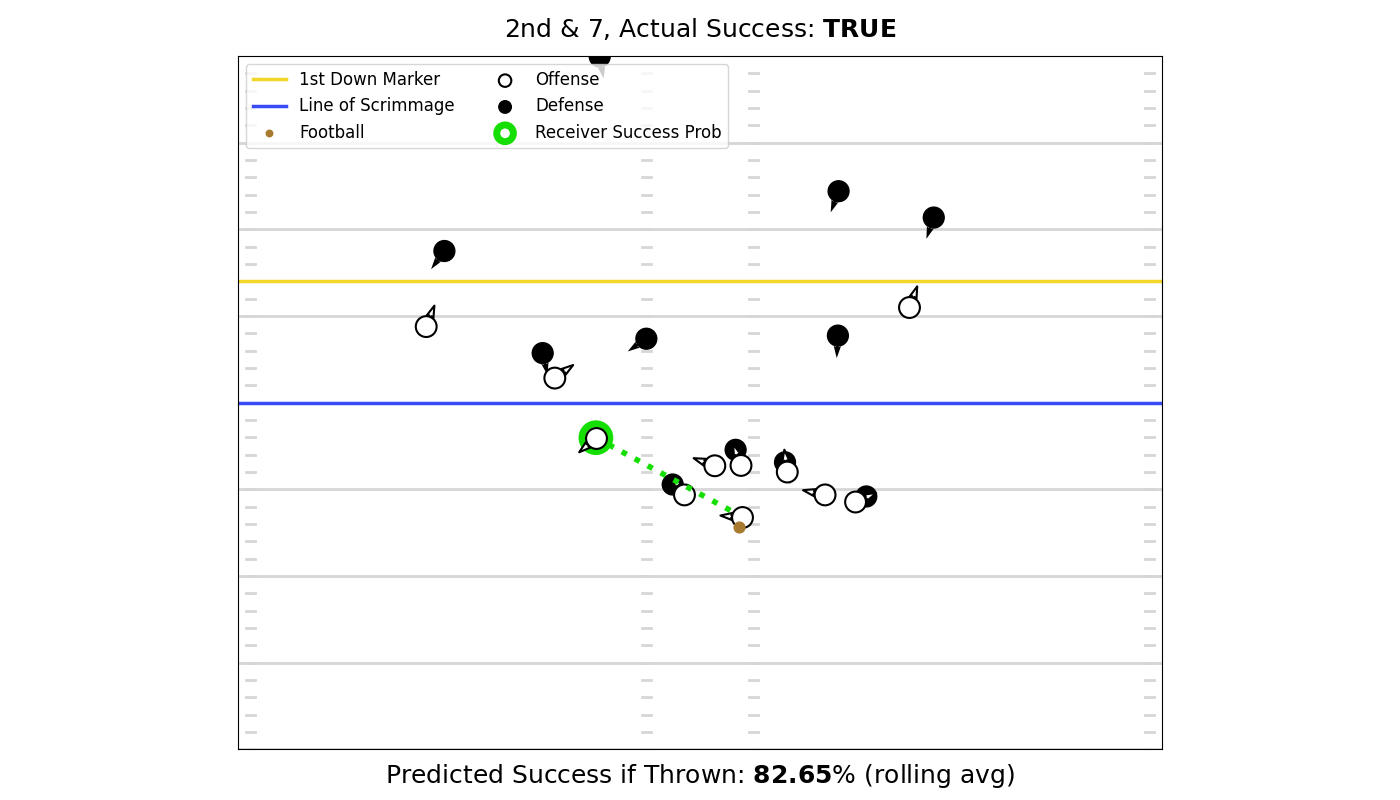 2nd & 7, Actual Success: TRUE
1st Down Marker
Line of Scrimmage
Football
Offense
Defense
Receiver Success Prob
Predicted Success if Thrown: 82.65% (rolling avg)